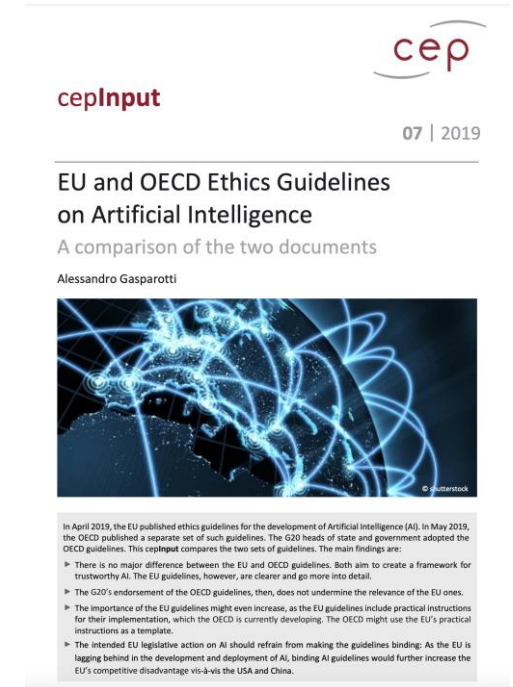 cep
cepInput
07 | 2019
EU and OECD Ethics Guidelines
on Artificial Intelligence
A comparison of the two documents
Alessandro Gasparotti
© shutterstock
In April 2019, the EU published ethics guidelines for the development of Artificial Intelligence (AI). In May 2019,
the OECD published a separate set of such guidelines. The G20 heads of state and government adopted the
OECD guidelines. This cepInput compares the two sets of guidelines. The main findings are:
▶ There is no major difference between the EU and OECD guidelines. Both aim to create a framework for
trustworthy AI. The EU guidelines, however, are clearer and go more into detail.
▶ The G20's endorsement of the OECD guidelines, then, does not undermine the relevance of the EU ones.
▶ The importance of the EU guidelines might even increase, as the EU guidelines include practical instructions
for their implementation, which the OECD is currently developing. The OECD might use the EU's practical
instructions as a template.
▶ The intended EU legislative action on AI should refrain from making the guidelines binding: As the EU is
lagging behind in the development and deployment of AI, binding AI guidelines would further increase the
EU's competitive disadvantage vis-à-vis the USA and China.